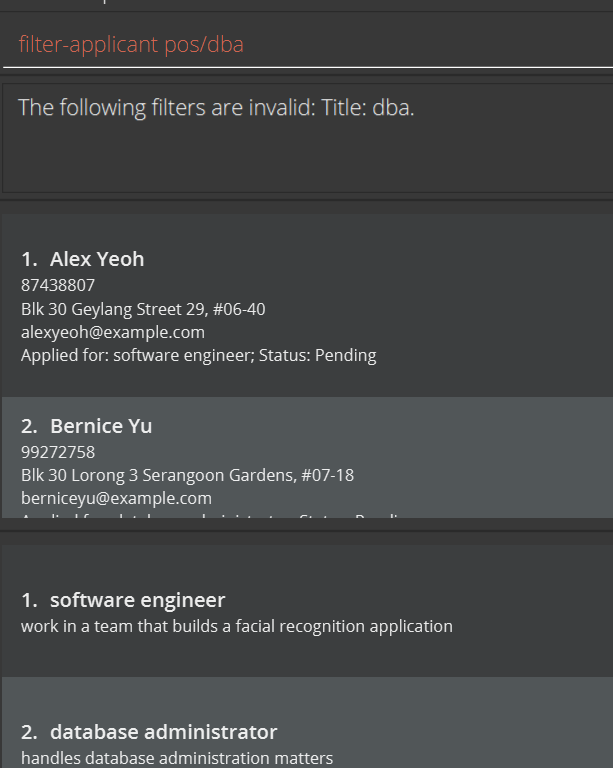 filter-applicant pos/dba
The following filters are invalid: Title: dba.
1. Alex Yeoh
87438807
Blk 30 Geylang Street 29, #06-40
alexyeoh@example.com
Applied for: software engineer; Status: Pending
2. Bernice Yu
99272758
Blk 30 Lorong 3 Serangoon Gardens, #07-18
berniceyu@example.com
1. software engineer
work in a team that builds a facial recognition application
2. database administrator
handles database administration matters